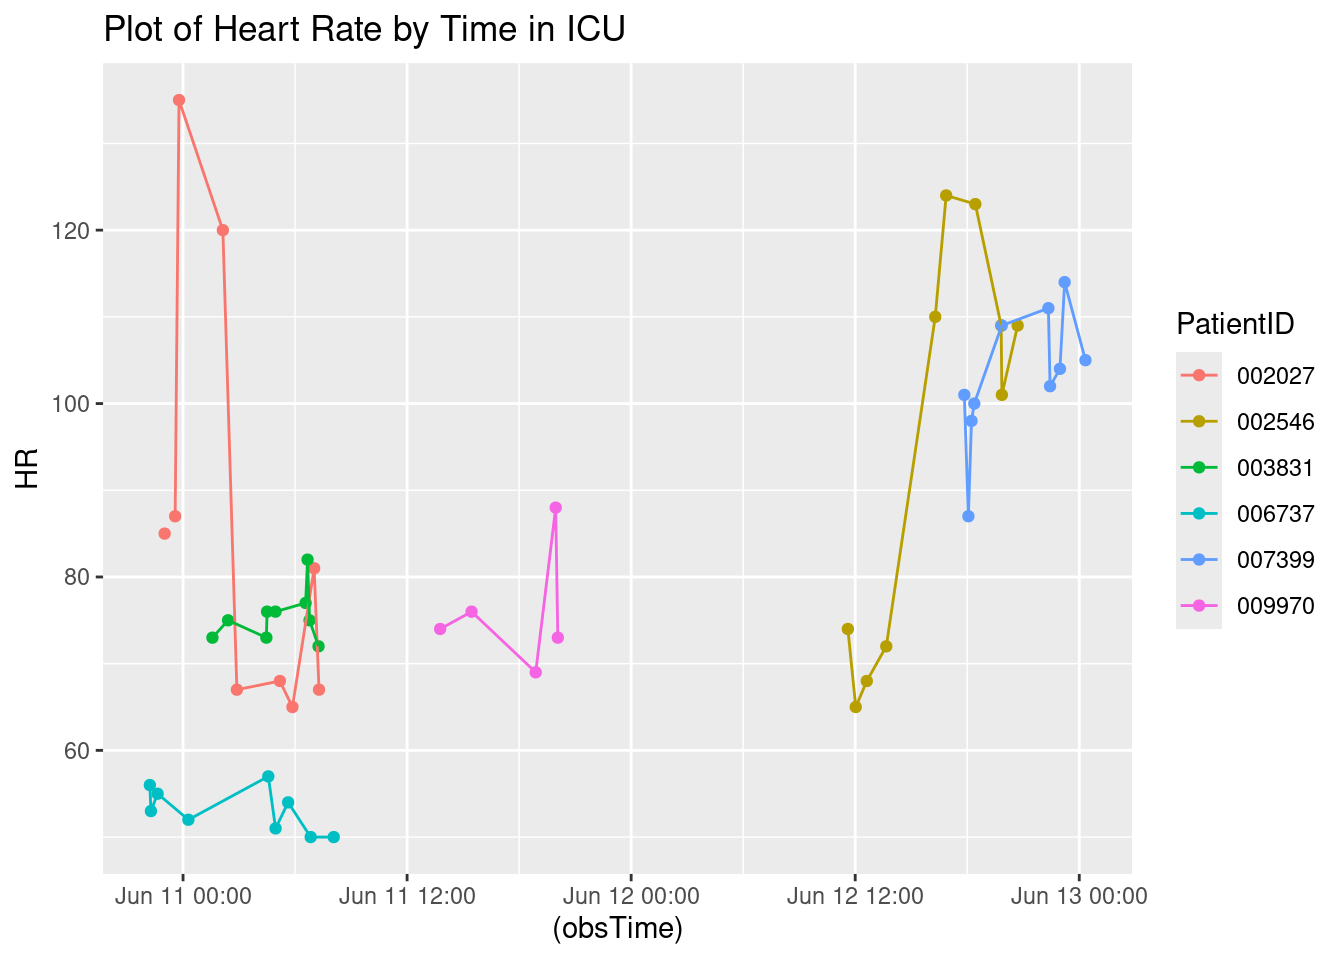 Plot of Heart Rate by Time in ICU
HR
120
100
80
60
Jun 11 00:00
Jun 11 12:00
Jun 12 00:00
Jun 12 12:00
Jun 13 00:00
(obsTime)
PatientID
002027
002546
003831
006737
007399
009970